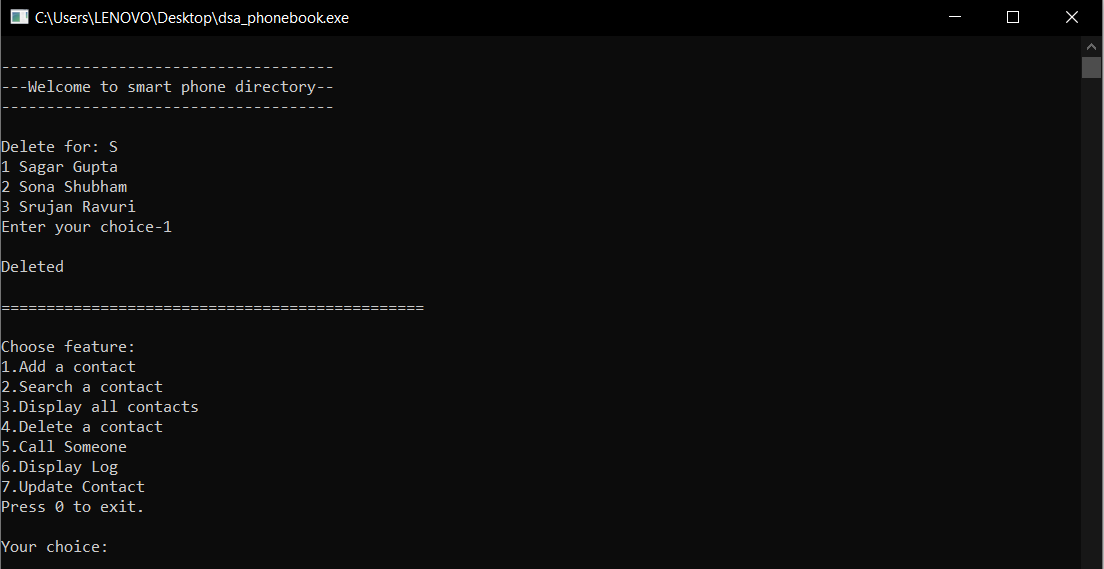 C:\Users\LENOVO\Desktop\dsa_phonebook.exe
-------------------------------------
---Welcome to smart phone directory--
-------------------------------------
Delete for: S
1 Sagar Gupta
2 Sona Shubham
3 Srujan Ravuri
Enter your choice-1
Deleted
===============================================
Choose feature:
1.Add a contact
2.Search a contact
3.Display all contacts
4.Delete a contact
5.Call Someone
6.Display Log
7.Update Contact
Press 0 to exit.
Your choice: